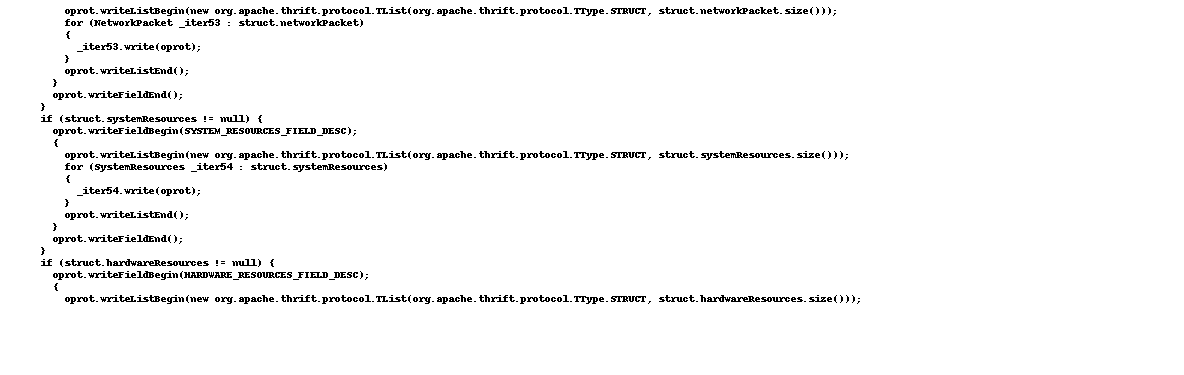 oprot.writeListBegin(new org.apache.thrift.protocol.TList(org.apache.thrift.protocol.TType.STRUCT, struct.networkPacket.size()));
for (NetworkPacket _iter53 : struct.networkPacket)
{
_iter53.write(oprot);
}
oprot.writeListEnd();
}
oprot.writeFieldEnd();
}
if (struct.systemResources != null) {
oprot.writeFieldBegin(SYSTEM_RESOURCES_FIELD_DESC);
{
oprot.writeListBegin(new org.apache.thrift.protocol.TList(org.apache.thrift.protocol.TType.STRUCT, struct.systemResources.size()));
for (SystemResources _iter54 : struct.systemResources)
{
_iter54.write(oprot);
}
oprot.writeListEnd();
}
oprot.writeFieldEnd();
}
if (struct.hardwareResources != null) {
oprot.writeFieldBegin(HARDWARE_RESOURCES_FIELD_DESC);
{
oprot.writeListBegin(new org.apache.thrift.protocol.TList(org.apache.thrift.protocol.TType.STRUCT, struct.hardwareResources.size()));